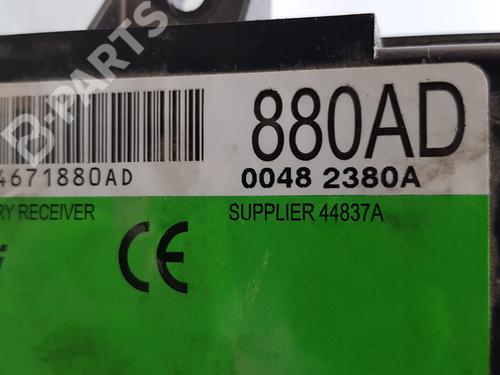 880AD
4671880AD
0048 2380A
RY RECEIVER
SUPPLIER 44837A
CE
B-PARTS